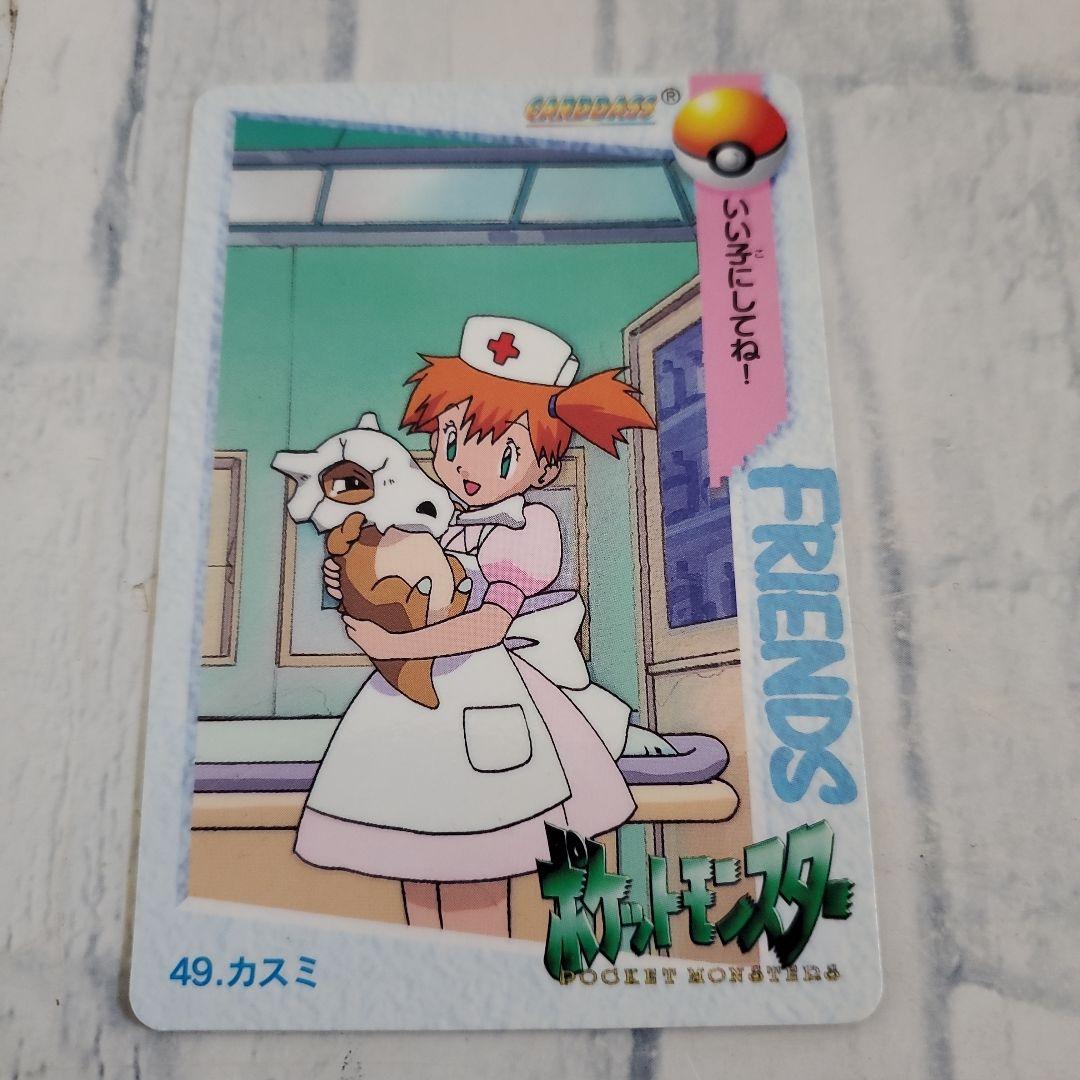 CARDDASS®
いい子にしてね!
こ
FRIENDS
ポケットモンスター
POCKET MONSTERS
49.カスミ